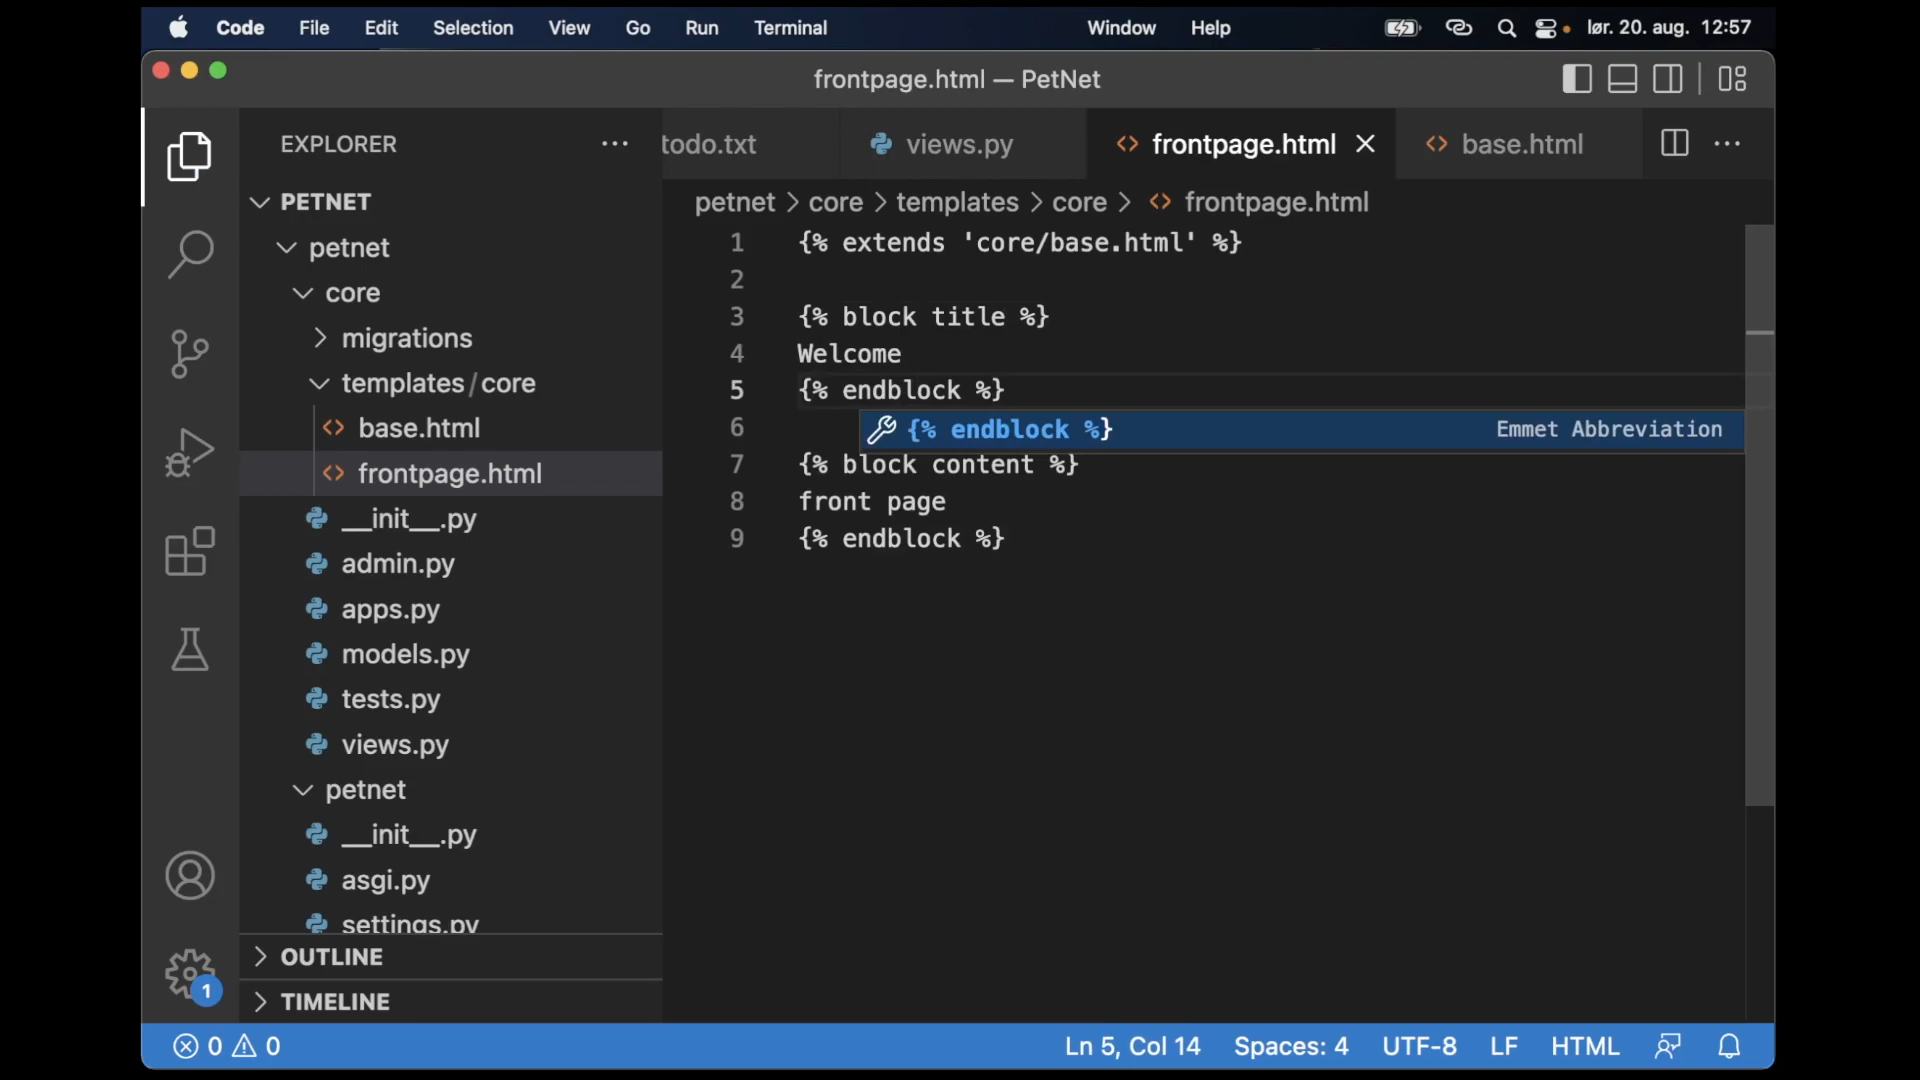 Code File Edit Selection View Go Run Terminal Window Help lør. 20. aug. 12:57
frontpage.html — PetNet
EXPLORER
PETNET
petnet
core
migrations
templates/core
base.html
frontpage.html
__init__.py
admin.py
apps.py
models.py
tests.py
views.py
petnet
__init__.py
asgi.py
settings.py
OUTLINE
TIMELINE
1
todo.txt views.py frontpage.html base.html
petnet > core > templates > core > frontpage.html
1 {% extends 'core/base.html' %}
2
3 {% block title %}
4 Welcome
5 {% endblock %}
6 {% endblock %} Emmet Abbreviation
7 {% block content %}
8 front page
9 {% endblock %}
0 0 Ln 5, Col 14 Spaces: 4 UTF-8 LF HTML